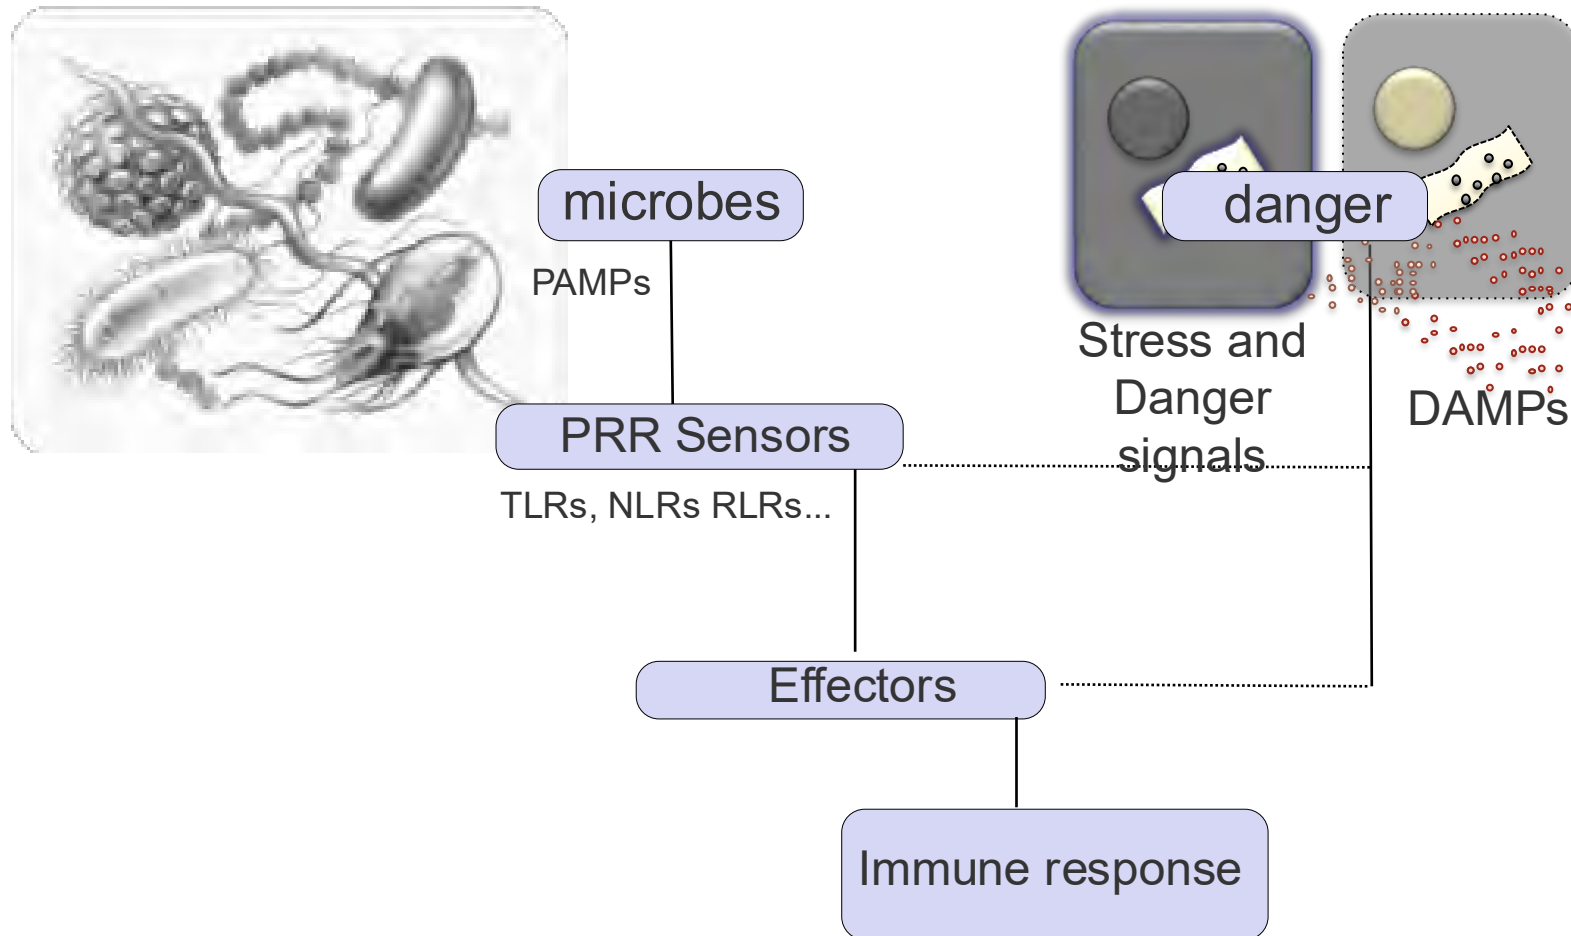 microbes
danger
PAMPs
Stress and
Danger
signals
DAMPs
PRR Sensors
TLRs, NLRs RLRs...
Effectors
Immune response